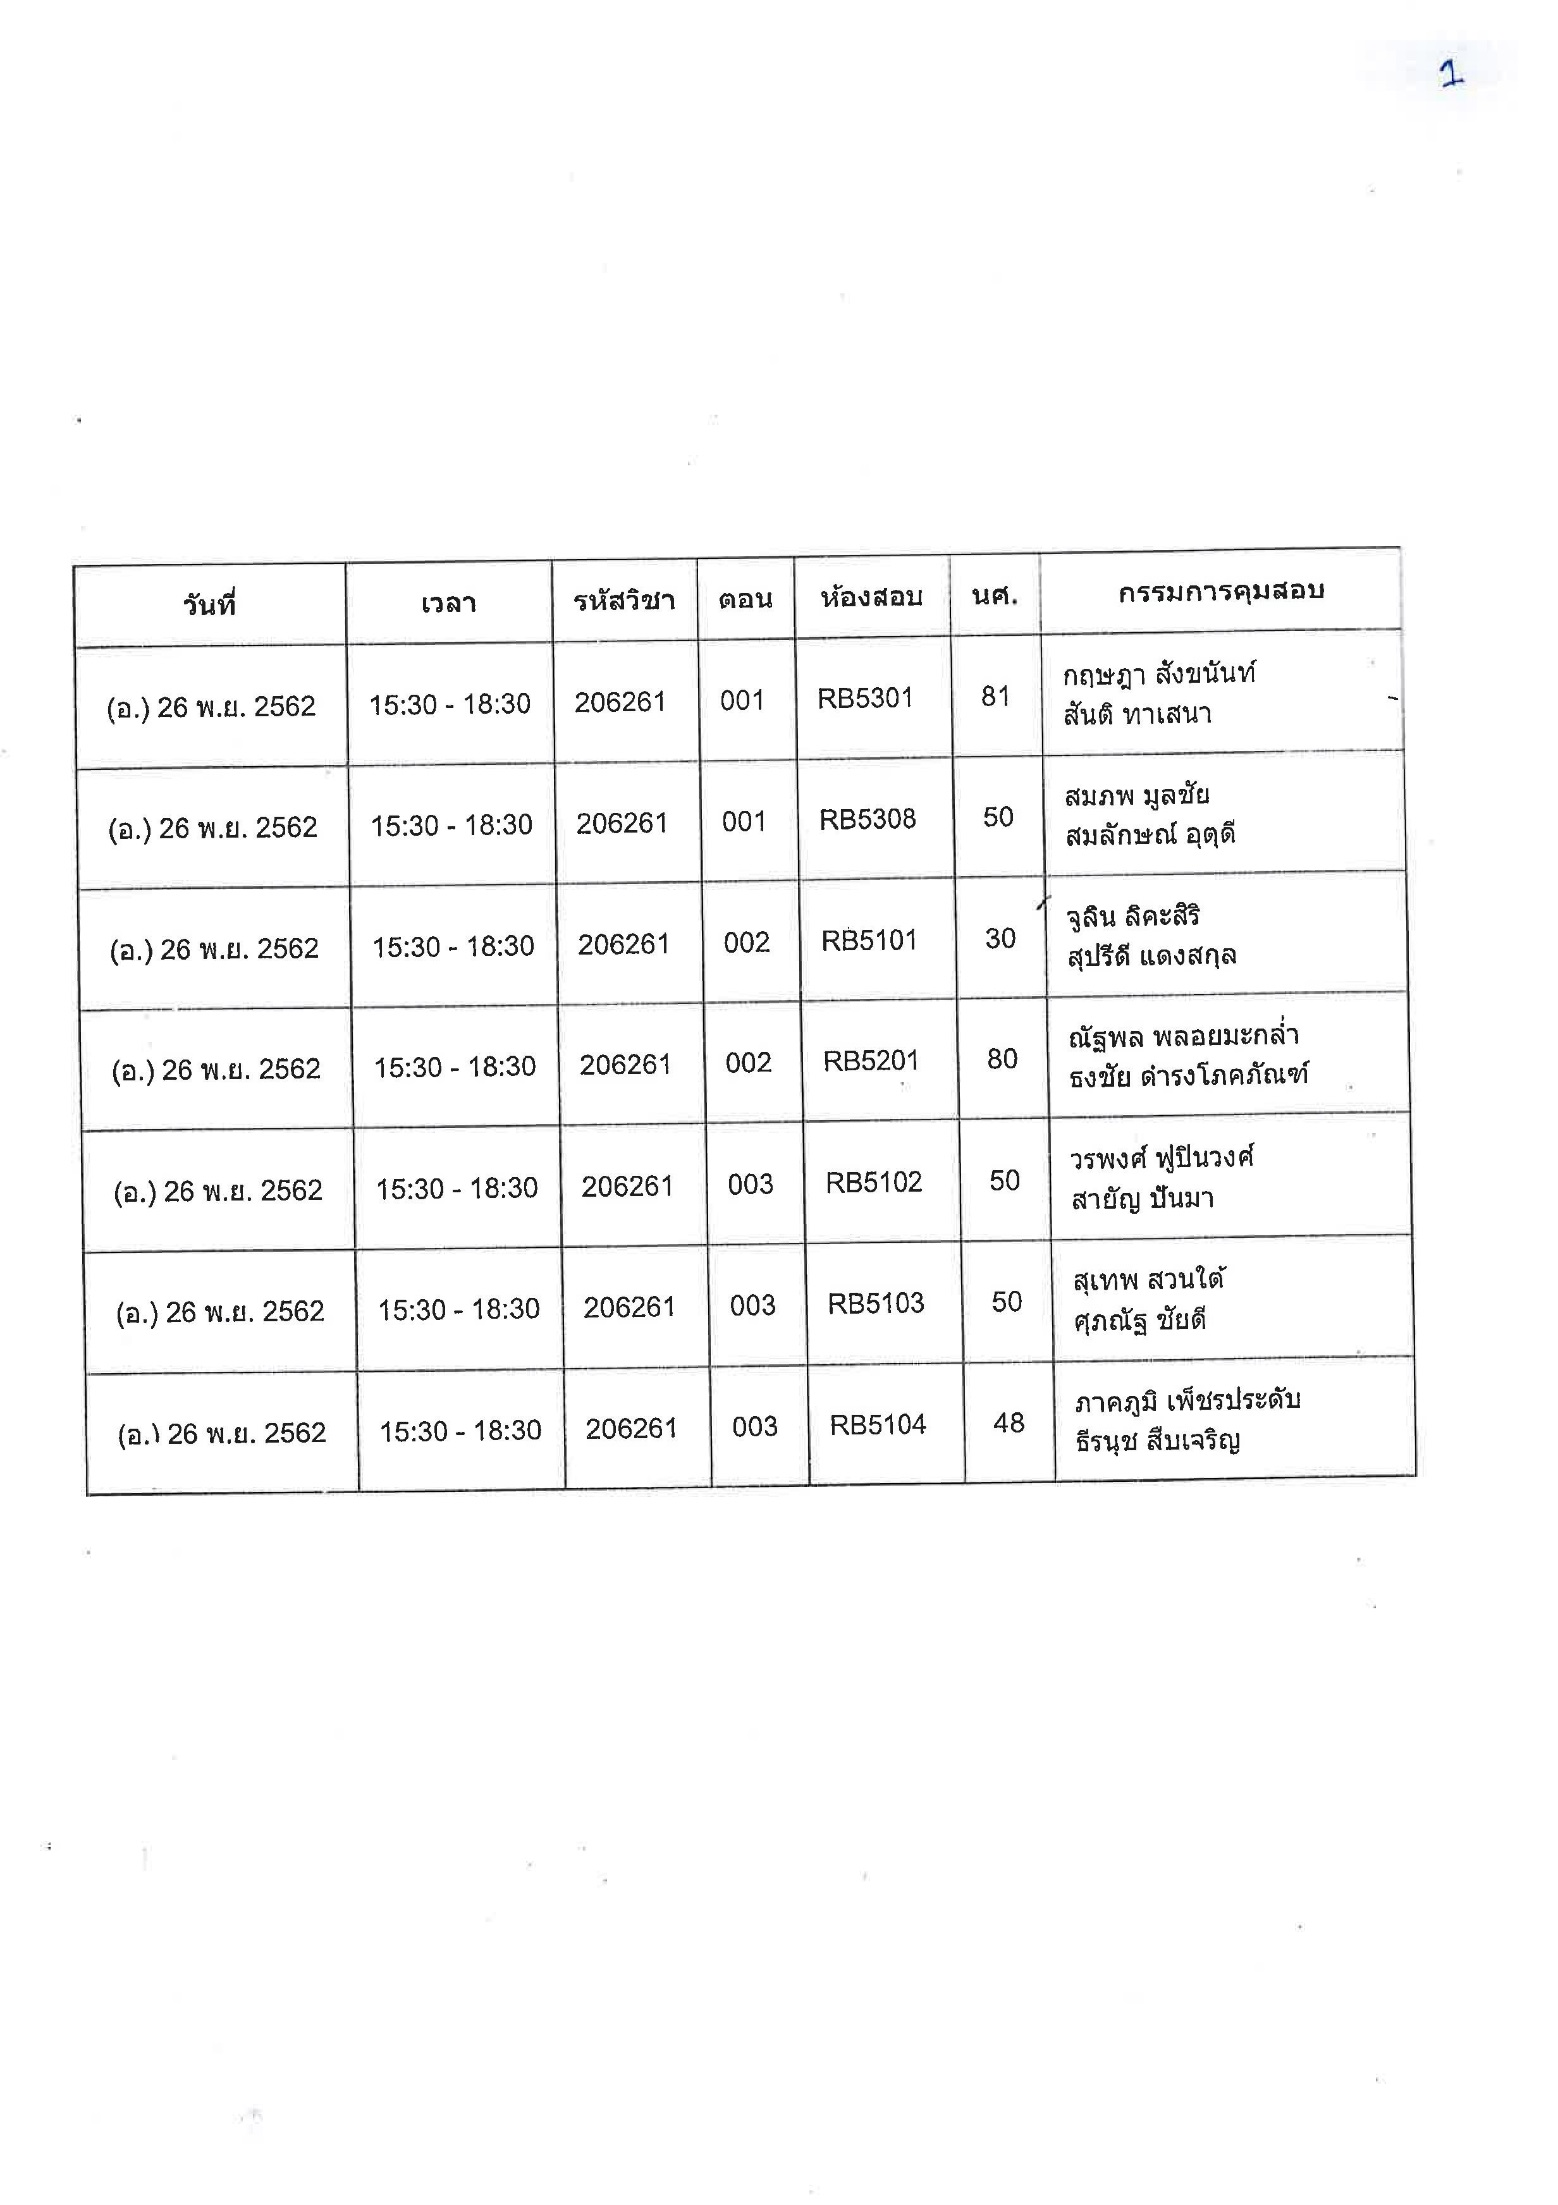 1
วันที่ เวลา รหัสวิชา ตอน ห้องสอบ นศ. กรรมการคุมสอบ
(อ.) 26 พ.ย. 2562 15:30 - 18:30 206261 001 RB5301 81 กฤษฎา สังขนันท์
สันติ ทาเสนา
(อ.) 26 พ.ย. 2562 15:30 - 18:30 206261 001 RB5308 50 สมภพ มูลชัย
สมลักษณ์ อุตุดี
(อ.) 26 พ.ย. 2562 15:30 - 18:30 206261 002 RB5101 30 จูลิน ลิคะสิริ
สุปรีดี แดงสกุล
(อ.) 26 พ.ย. 2562 15:30 - 18:30 206261 002 RB5201 80 ณัฐพล พลอยมะกล่ำ
ธงชัย ดำรงโภคภัณฑ์
(อ.) 26 พ.ย. 2562 15:30 - 18:30 206261 003 RB5102 50 วรพงศ์ ฟูปินวงศ์
สายัญ ปันมา
(อ.) 26 พ.ย. 2562 15:30 - 18:30 206261 003 RB5103 50 สุเทพ สวนใต้
ศุภณัฐ ชัยดี
(อ.) 26 พ.ย. 2562 15:30 - 18:30 206261 003 RB5104 48 ภาคภูมิ เพ็ชรประดับ
ธีรนุช สืบเจริญ